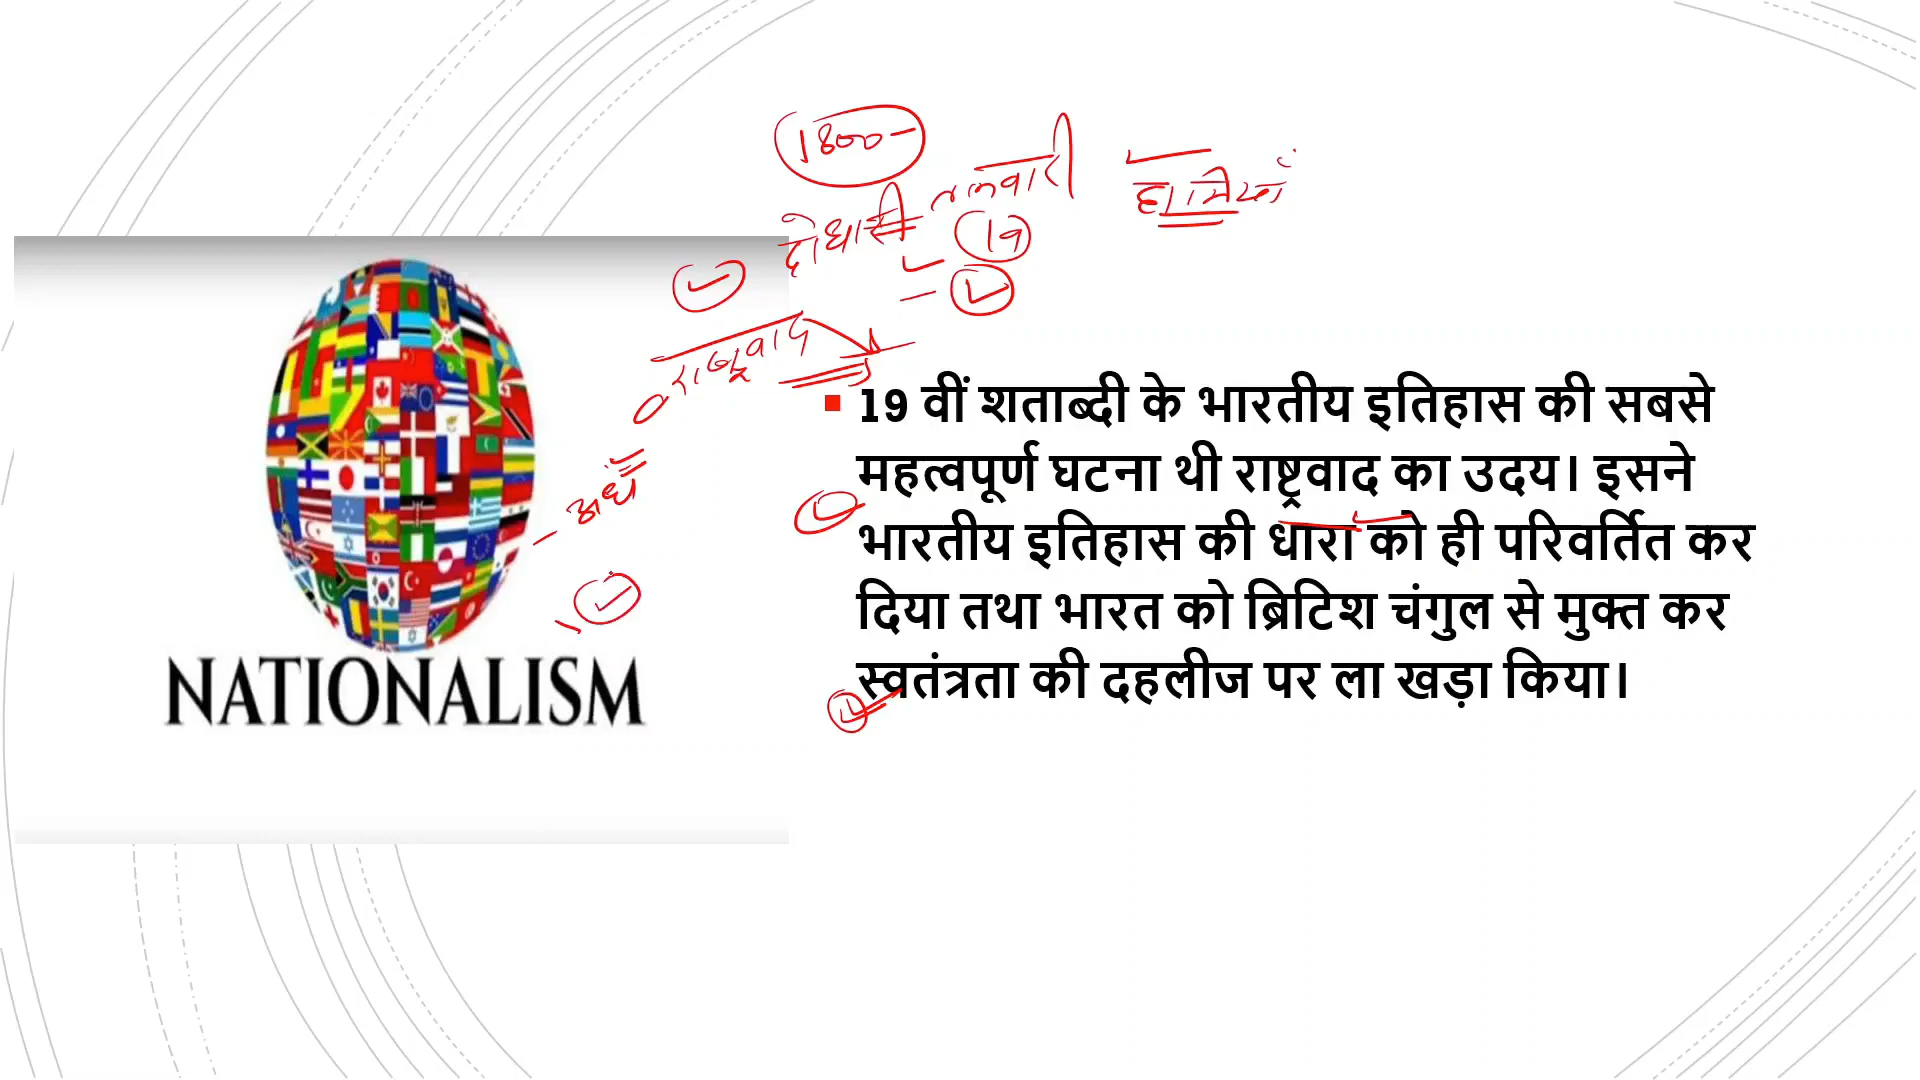 1800-
दोधारी तलवारी
हानियां
19
राष्ट्रवाद
अर्थ
NATIONALISM
19 वीं शताब्दी के भारतीय इतिहास की सबसे
महत्वपूर्ण घटना थी राष्ट्रवाद का उदय। इसने
भारतीय इतिहास की धारा को ही परिवर्तित कर
दिया तथा भारत को ब्रिटिश चंगुल से मुक्त कर
स्वतंत्रता की दहलीज पर ला खड़ा किया।